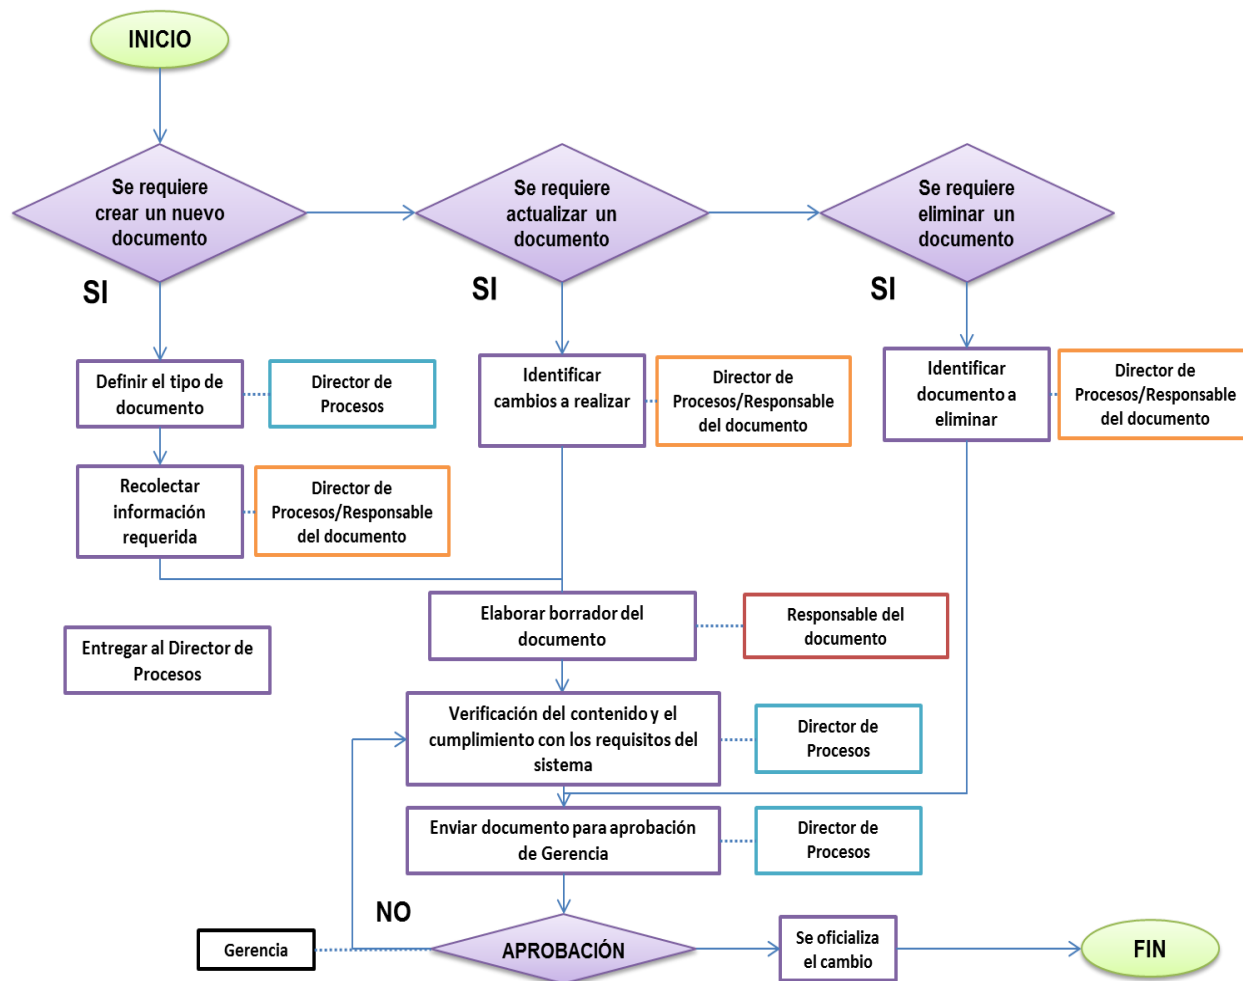 INICIO
Se requiere
crear un nuevo
documento
Se requiere
actualizar un
documento
Se requiere
eliminar un
documento
SI
SI
SI
Definir el tipo de
documento
Director de
Procesos
Identificar
cambios a realizar
Director de
Procesos/Responsable
del documento
Identificar
documento a
eliminar
Director de
Procesos/Responsable
del documento
Recolectar
información
requerida
Director de
Procesos/Responsable
del documento
Elaborar borrador del
documento
Responsable del
documento
Entregar al Director de
Procesos
Verificación del contenido y el
cumplimiento con los requisitos del
sistema
Director de
Procesos
Enviar documento para aprobación
de Gerencia
Director de
Procesos
NO
Gerencia
APROBACIÓN
Se oficializa
el cambio
FIN